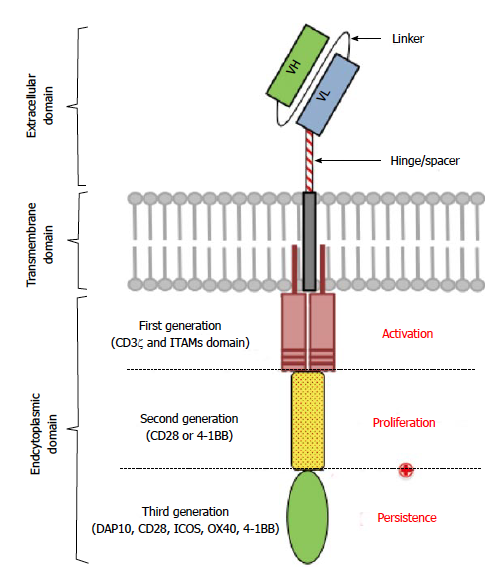 Linker
VH
VL
Extracellular
domain
Hinge/spacer
Transmembrane
domain
First generation
(CD3ζ and ITAMs domain)
Activation
Endcytoplasmic
domain
Second generation
(CD28 or 4-1BB)
Proliferation
Third generation
(DAP10, CD28, ICOS, OX40, 4-1BB)
Persistence